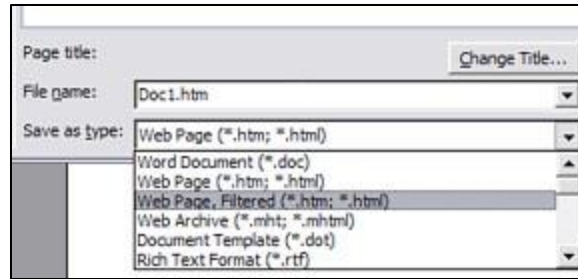 Page title:
Change Title...
File name: Doc1.htm
Save as type: Web Page (*.htm; *.html)
Word Document (*.doc)
Web Page (*.htm; *.html)
Web Page, Filtered (*.htm; *.html)
Web Archive (*.mht; *.mhtml)
Document Template (*.dot)
Rich Text Format (*.rtf)